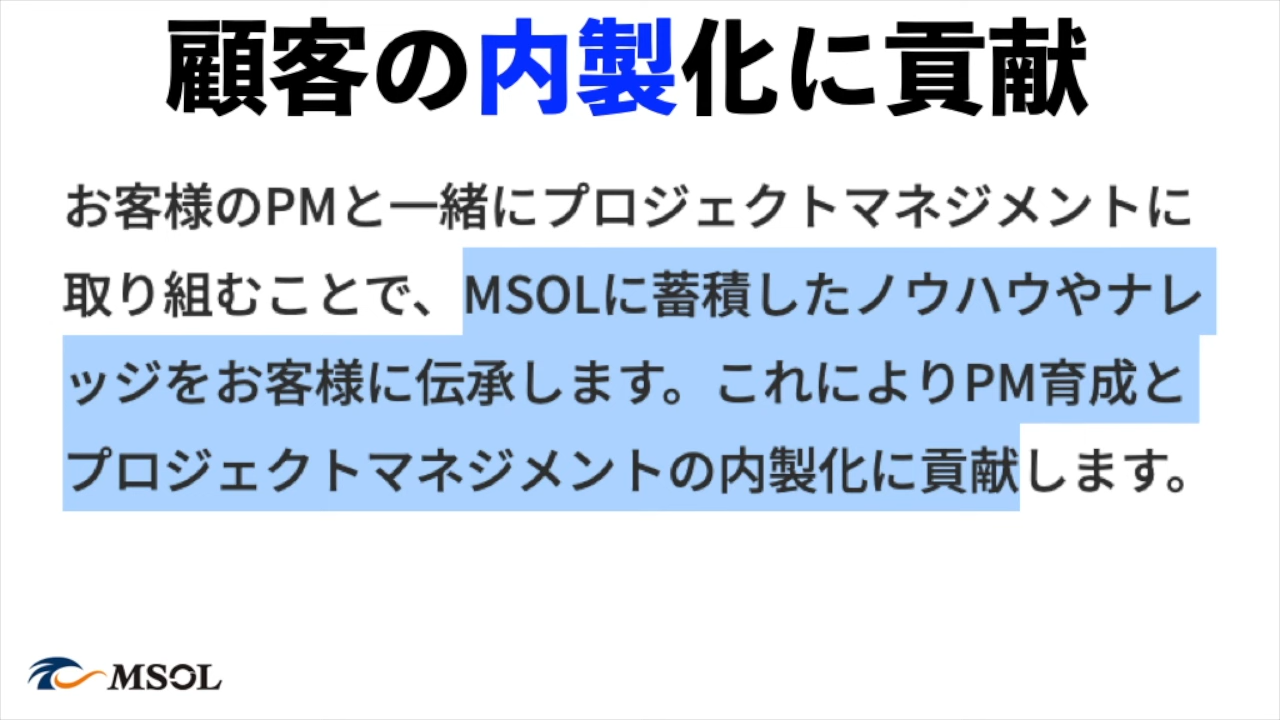 顧客の内製化に貢献
お客様のPMと一緒にプロジェクトマネジメントに
取り組むことで、MSOLに蓄積したノウハウやナレ
ッジをお客様に伝承します。これによりPM育成と
プロジェクトマネジメントの内製化に貢献します。
MSOL